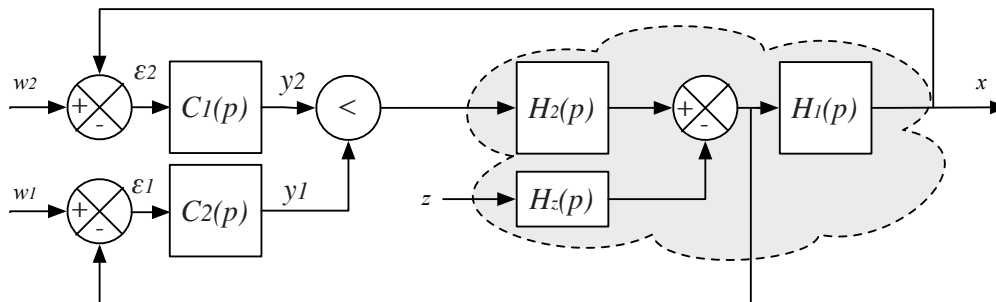 w2
+
-
ε2
C1(p)
y2
<
H2(p)
+
-
H1(p)
x
w1
+
-
ε1
C2(p)
y1
z
Hz(p)